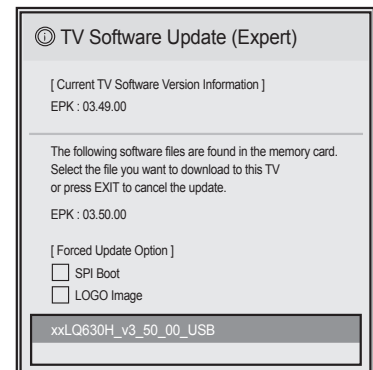 TV Software Update (Expert)
[ Current TV Software Version Information ]
EPK : 03.49.00
The following software files are found in the memory card.
Select the file you want to download to this TV
or press EXIT to cancel the update.
EPK : 03.50.00
[ Forced Update Option ]
SPI Boot
LOGO Image
xxLQ630H_v3_50_00_USB